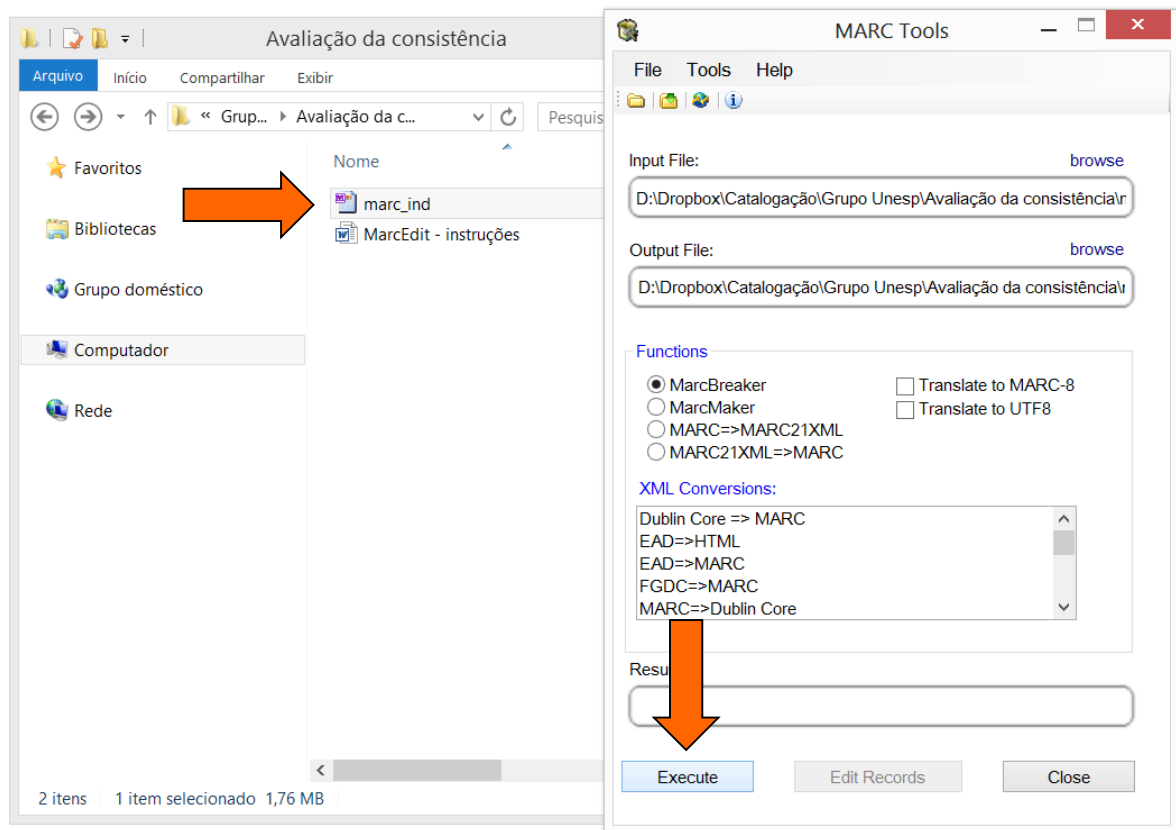 Avaliação da consistência
Arquivo Início Compartilhar Exibir
« Grup... Avaliação da c...
Favoritos
Bibliotecas
Grupo doméstico
Computador
Rede
Nome
marc_ind
MarcEdit - instruções
2 itens 1 item selecionado 1,76 MB
MARC Tools
File Tools Help
Input File: browse
D:\Dropbox\Catalogação\Grupo Unesp\Avaliação da consistência\
Output File: browse
D:\Dropbox\Catalogação\Grupo Unesp\Avaliação da consistência\
Functions
MarcBreaker
MarcMaker
MARC=>MARC21XML
MARC21XML=>MARC
Translate to MARC-8
Translate to UTF8
XML Conversions:
Dublin Core => MARC
EAD=>HTML
EAD=>MARC
FGDC=>MARC
MARC=>Dublin Core
Execute Edit Records Close